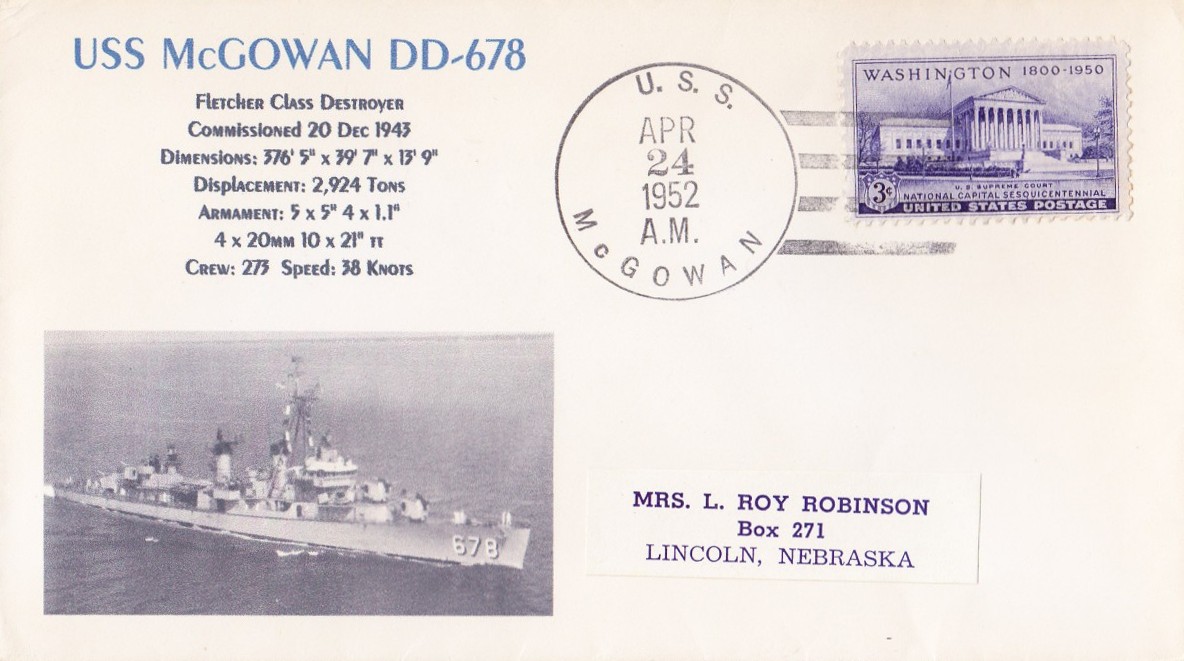 USS McGOWAN DD-678
Fletcher Class Destroyer
Commissioned 20 Dec 1943
Dimensions: 376' 5" x 39' 7" x 13' 9"
Displacement: 2,924 Tons
Armament: 5 x 5" 4 x 1.1"
4 x 20mm 10 x 21" tt
Crew: 273 Speed: 38 Knots
U. S. S.
APR
24
1952
A.M.
McGOWAN
WASHINGTON 1800-1950
3¢
U. S. SUPREME COURT
NATIONAL CAPITAL SESQUICENTENNIAL
UNITED STATES POSTAGE
678
MRS. L. ROY ROBINSON
Box 271
LINCOLN, NEBRASKA